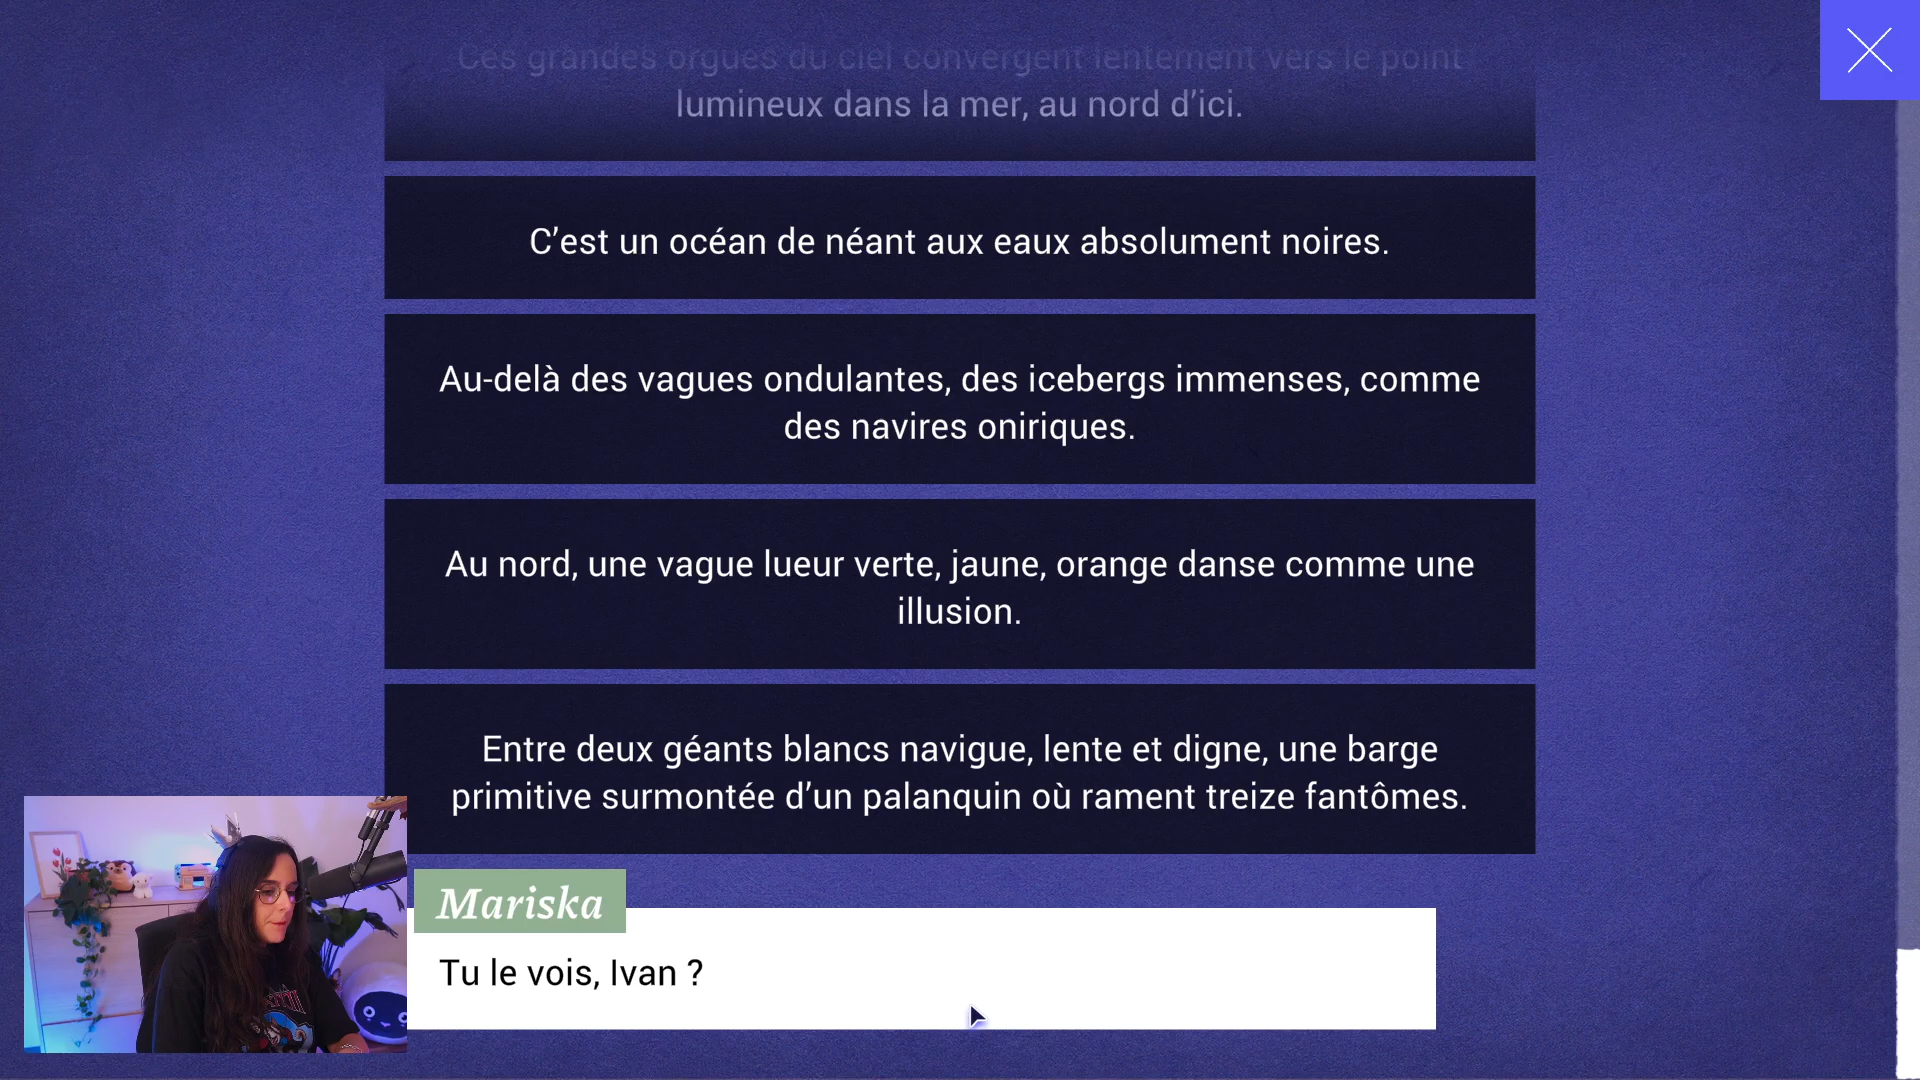 Ces grandes orgues du ciel convergent lentement vers le point
lumineux dans la mer, au nord d’ici.
C’est un océan de néant aux eaux absolument noires.
Au-delà des vagues ondulantes, des icebergs immenses, comme
des navires oniriques.
Au nord, une vague lueur verte, jaune, orange danse comme une
illusion.
Entre deux géants blancs navigue, lente et digne, une barge
primitive surmontée d’un palanquin où rament treize fantômes.
Mariska
Tu le vois, Ivan ?